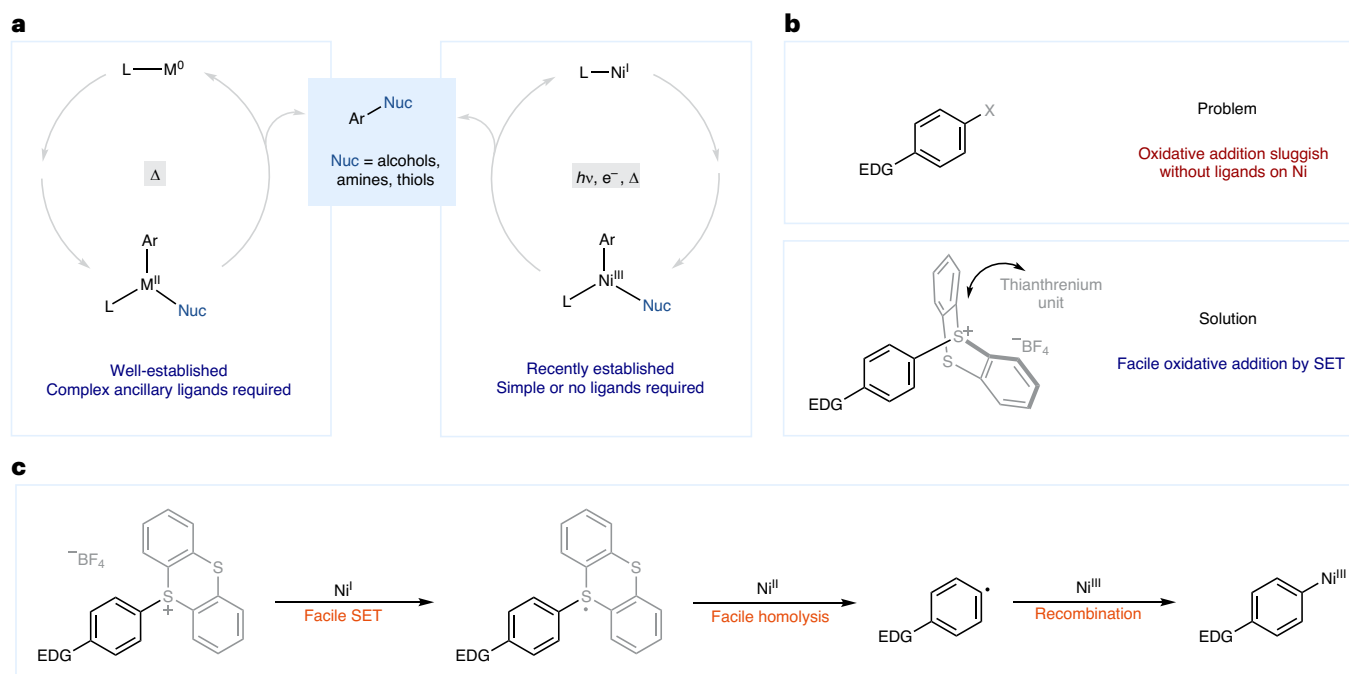 a
L—M⁰
Δ
Ar
Mᴵᴵ
L
Nuc
Well-established
Complex ancillary ligands required
Nuc
Ar
Nuc = alcohols,
amines, thiols
L—Niᴵ
hν, e⁻, Δ
Ar
Niᴵᴵᴵ
L
Nuc
Recently established
Simple or no ligands required
b
X
EDG
Problem
Oxidative addition sluggish
without ligands on Ni
Thianthrenium
unit
S+
⁻BF₄
S
EDG
Solution
Facile oxidative addition by SET
c
⁻BF₄
S
S+
EDG
Niᴵ
Facile SET
S
S·
EDG
Niᴵᴵ
Facile homolysis
·
EDG
Niᴵᴵᴵ
Recombination
Niᴵᴵᴵ
EDG